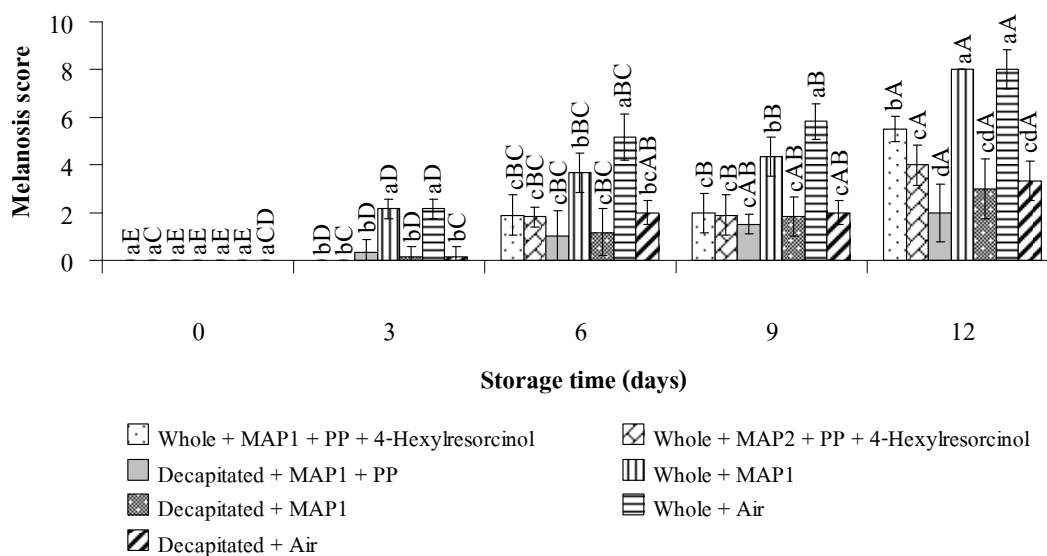 Melanosis score
10
8
6
4
2
0
aE aC aE aE aE aE aCD
bD bC bD aD bD aD bC
cBC cBC cBC bBC cBC aBC bcAB
cB cB cAB bB cAB aB cAB
bA cA dA aA cdA aA cdA
0 3 6 9 12
Storage time (days)
Whole + MAP1 + PP + 4-Hexylresorcinol
Whole + MAP2 + PP + 4-Hexylresorcinol
Decapitated + MAP1 + PP
Whole + MAP1
Decapitated + MAP1
Whole + Air
Decapitated + Air